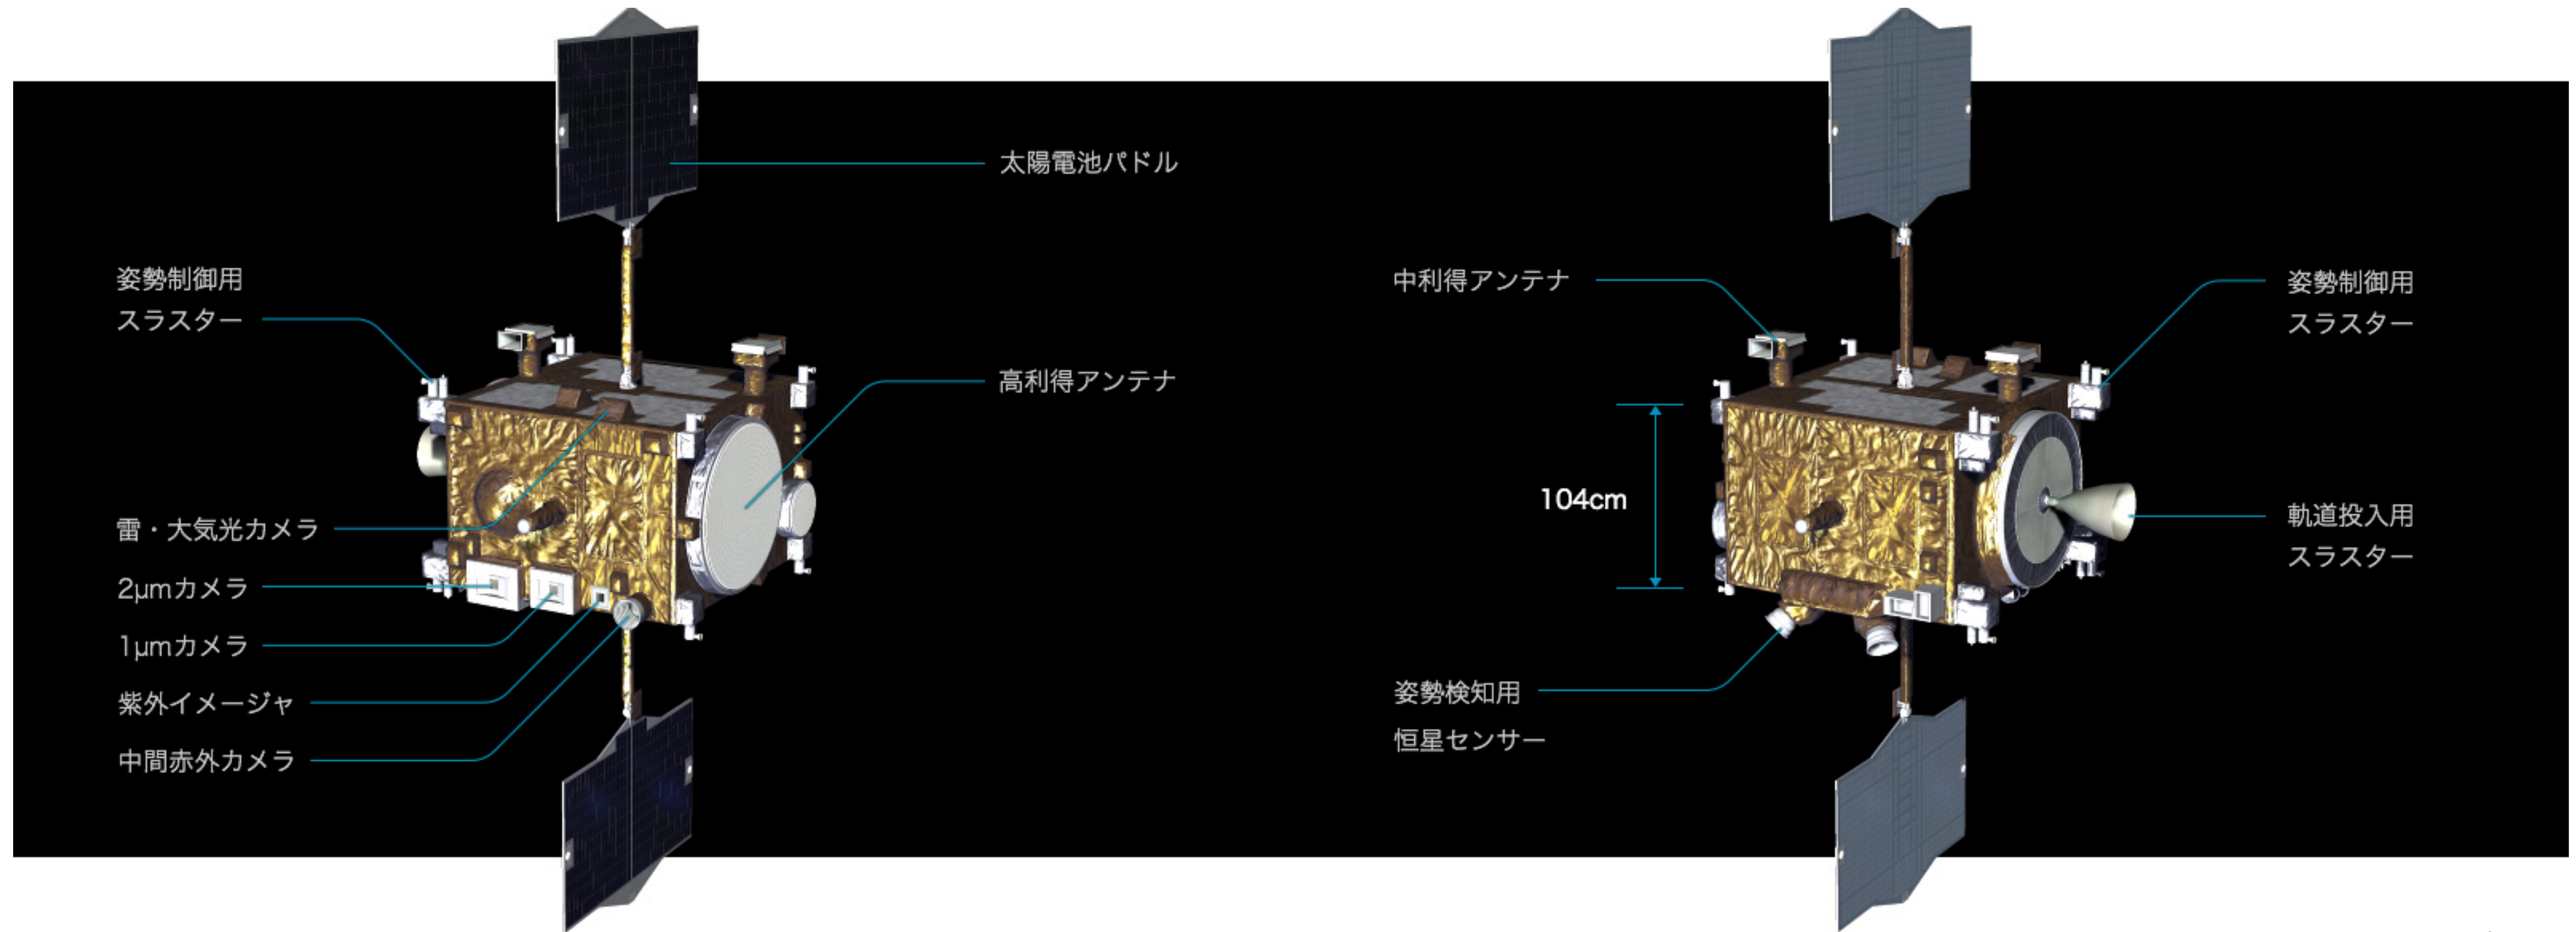 太陽電池パドル
姿勢制御用
スラスター
高利得アンテナ
雷・大気光カメラ
2μmカメラ
1μmカメラ
紫外イメージャ
中間赤外カメラ
中利得アンテナ
姿勢制御用
スラスター
104cm
軌道投入用
スラスター
姿勢検知用
恒星センサー